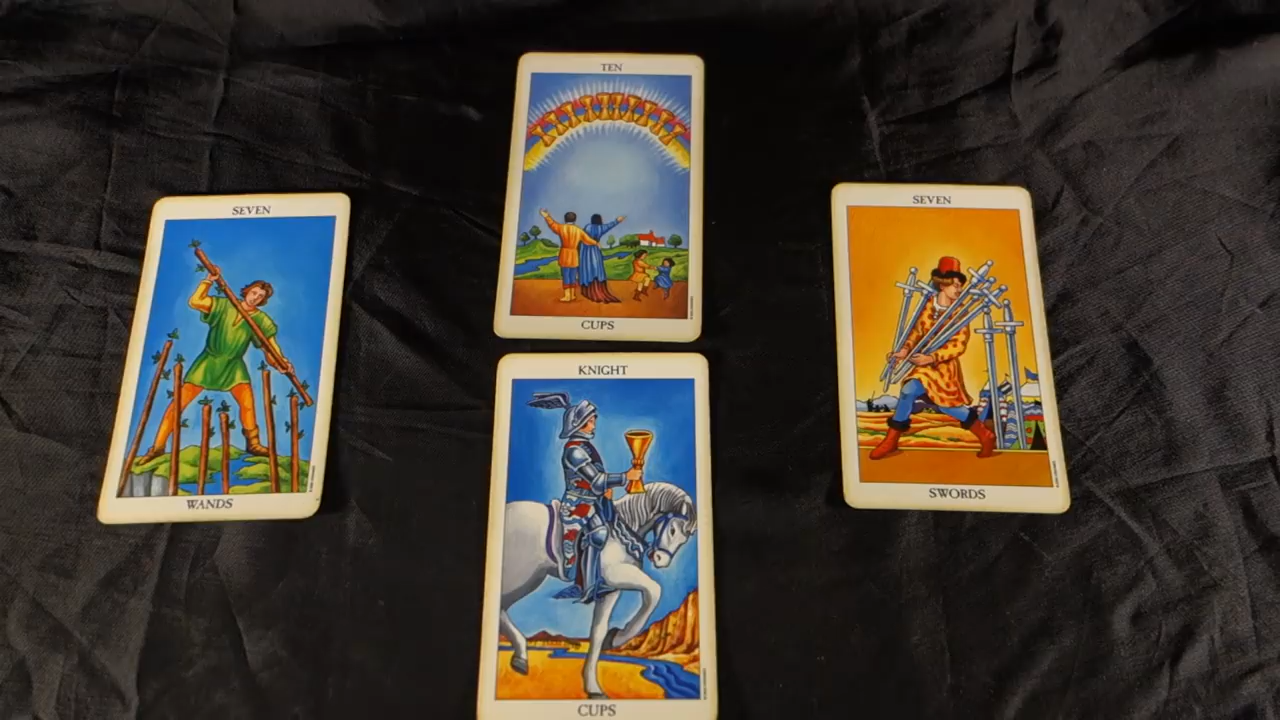 TEN
CUPS
SEVEN
WANDS
SEVEN
SWORDS
KNIGHT
CUPS